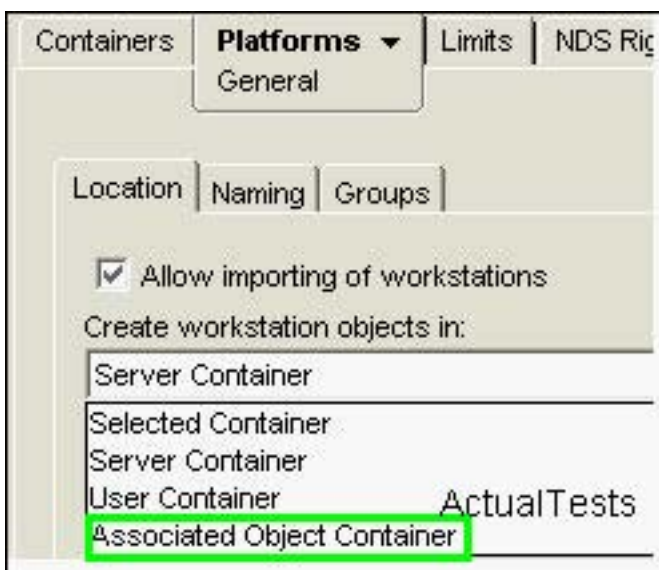 Containers Platforms Limits NDS
General
Location Naming Groups
Allow importing of workstations
Create workstation objects in:
Server Container
Selected Container
Server Container
User Container
ActualTests
Associated Object Container